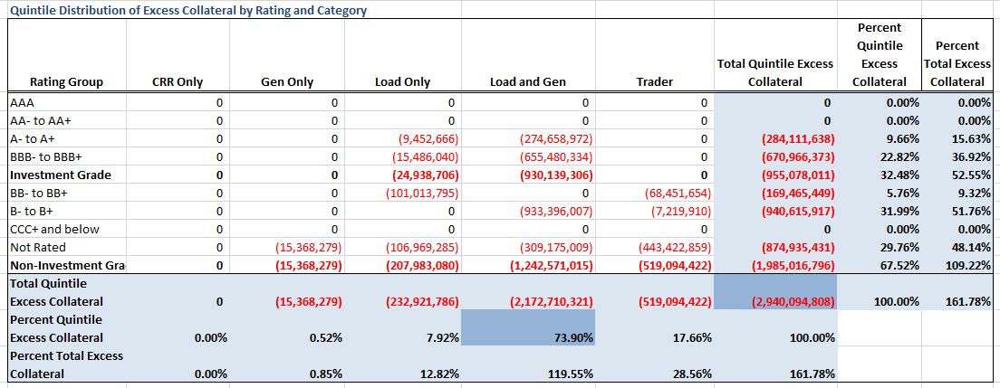 Quintile Distribution of Excess Collateral by Rating and Category
Rating Group CRR Only Gen Only Load Only Load and Gen Trader Total Quintile Excess Collateral Percent Quintile Excess Collateral Percent Total Excess Collateral
AAA 0 0 0 0 0 0 0.00% 0.00%
AA- to AA+ 0 0 0 0 0 0 0.00% 0.00%
A- to A+ 0 0 (9,452,666) (274,658,972) 0 (284,111,638) 9.66% 15.63%
BBB- to BBB+ 0 0 (15,486,040) (655,480,334) 0 (670,966,373) 22.82% 36.92%
Investment Grade 0 0 (24,938,706) (930,139,306) 0 (955,078,011) 32.48% 52.55%
BB- to BB+ 0 0 (101,013,795) 0 (68,451,654) (169,465,449) 5.76% 9.32%
B- to B+ 0 0 0 (933,396,007) (7,219,910) (940,615,917) 31.99% 51.76%
CCC+ and below 0 0 0 0 0 0 0.00% 0.00%
Not Rated 0 (15,368,279) (106,969,285) (309,175,009) (443,422,859) (874,935,431) 29.76% 48.14%
Non-Investment Gra 0 (15,368,279) (207,983,080) (1,242,571,015) (519,094,422) (1,985,016,796) 67.52% 109.22%
Total Quintile
Excess Collateral 0 (15,368,279) (232,921,786) (2,172,710,321) (519,094,422) (2,940,094,808) 100.00% 161.78%
Percent Quintile
Excess Collateral 0.00% 0.52% 7.92% 73.90% 17.66% 100.00%
Percent Total Excess
Collateral 0.00% 0.85% 12.82% 119.55% 28.56% 161.78%